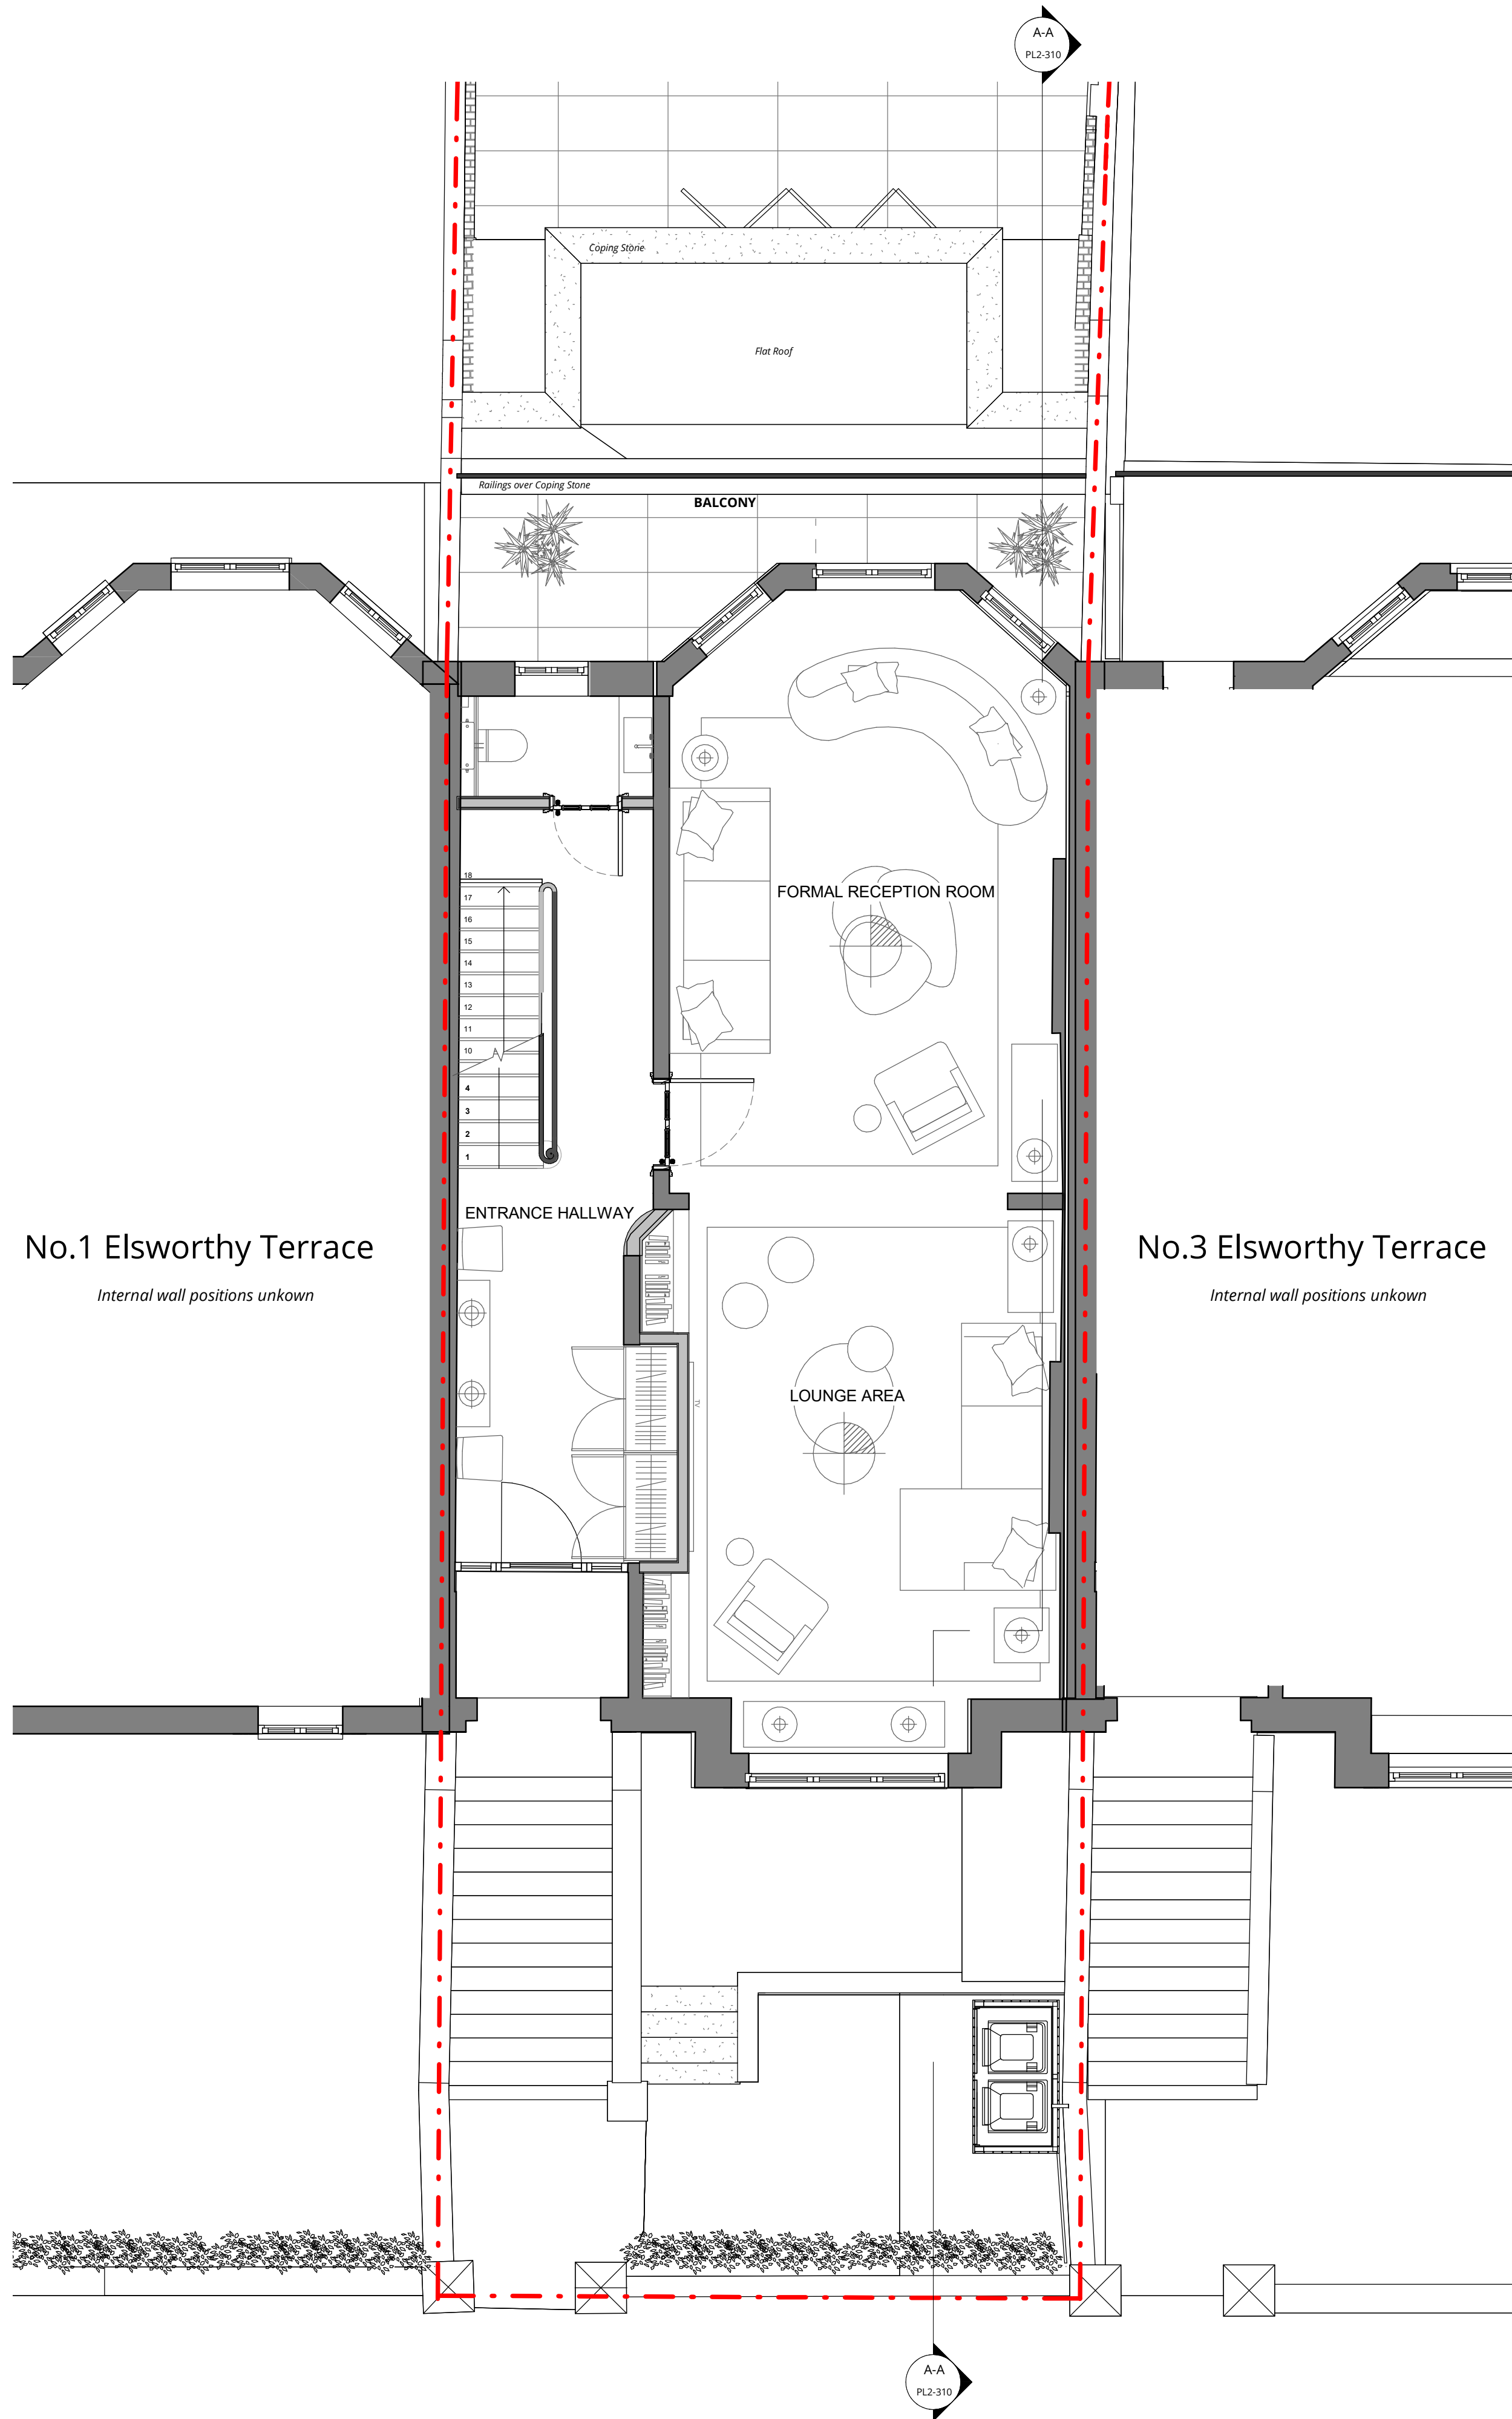 A-A
PL2-310
Coping Stone
Flat Roof
Railings over Coping Stone
BALCONY
18
17
16
15
14
13
12
11
10
4
3
2
1
FORMAL RECEPTION ROOM
ENTRANCE HALLWAY
No.1 Elsworthy Terrace
Internal wall positions unkown
No.3 Elsworthy Terrace
Internal wall positions unkown
LOUNGE AREA
TV
A-A
PL2-310